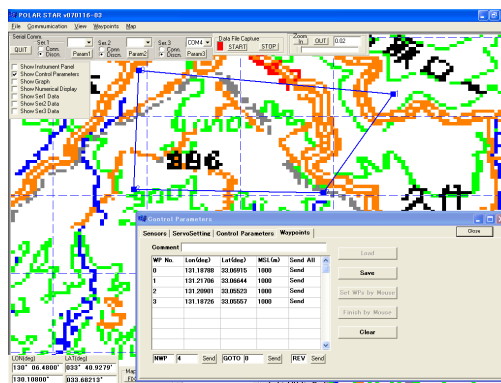 POLAR STAR v070116-03
File Communication View Waypoints Map
Serial Comm.
Ser.1 Ser.2 Ser.3 COM4 Data File Capture Zoom
QUIT Conn. Discn. Param1 Conn. Discn. Param2 Conn. Discn. Param3 START STOP In OUT 0.02
Show Instrument Panel
Show Control Parameters
Show Graph
Show Numerical Display
Show Ser1 Data
Show Ser2 Data
Show Ser3 Data
Control Parameters
Sensors ServoSetting Control Parameters Waypoints Close
Comment
WP No. Lon(deg) Lat(deg) MSL(m) Send All
0 131.18788 33.06915 1000 Send
1 131.21706 33.06644 1000 Send
2 131.20901 33.05523 1000 Send
3 131.18726 33.05557 1000 Send
Load
Save
Set WPs by Mouse
Finish by Mouse
Clear
NWP 4 Send GOTO 0 Send REV Send
LON(deg) LAT(deg)
130° 06.4800' 033° 40.9279'
130.10800° 033.68213°
Map